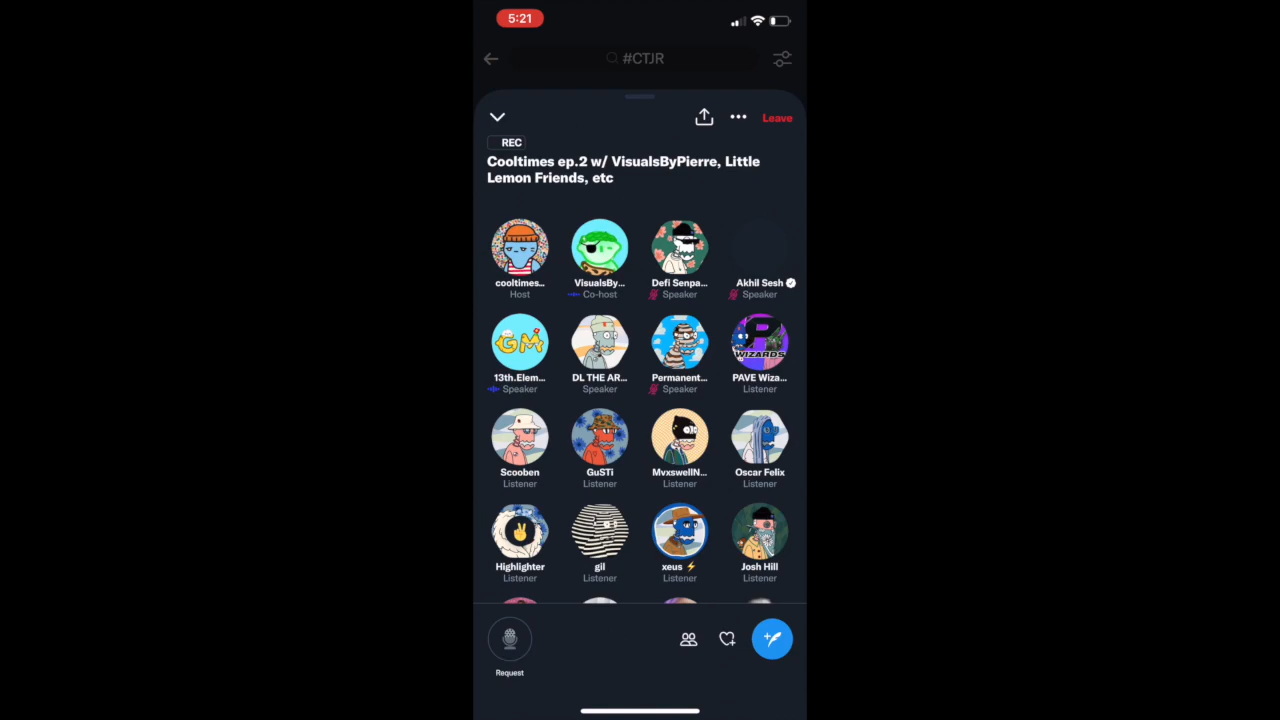 5:21
#CTJR
Leave
REC
Cooltimes ep.2 w/ VisualsByPierre, Little
Lemon Friends, etc
cooltimes.. VisualsBy... Defi Senpa... Akhil Sesh
Host Co-host Speaker Speaker
GM P
WIZARDS
13th.Elem... DL THE AR... Permanent... PAVE Wiza...
Speaker Speaker Speaker Listener
Scooben GuSTi MvxswellN... Oscar Felix
Listener Listener Listener Listener
Highlighter gil xeus ⚡ Josh Hill
Listener Listener Listener Listener
Request